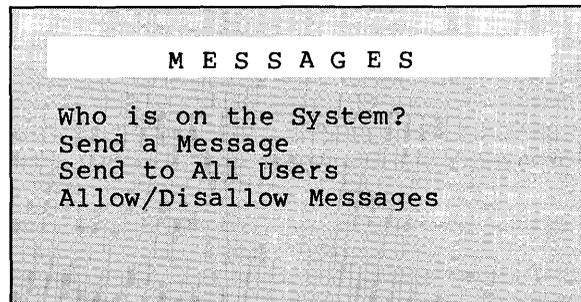 M E S S A G E S
Who is on the System?
Send a Message
Send to All Users
Allow/Disallow Messages